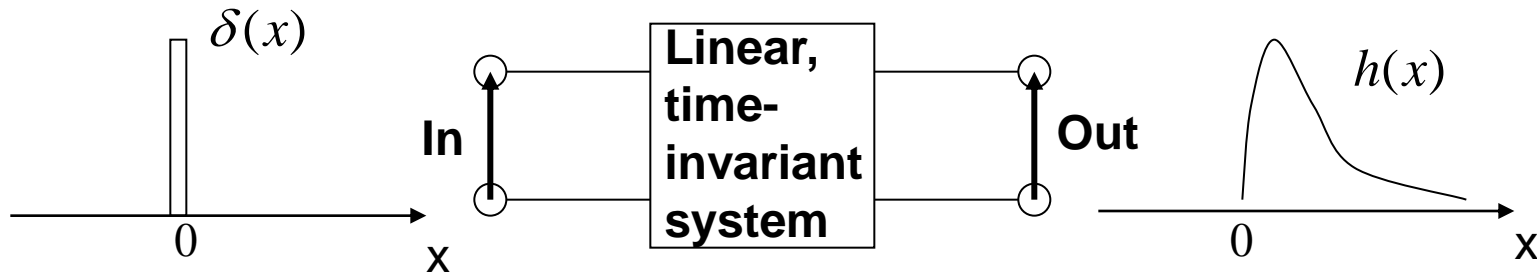 δ(x)
0
x
In
Linear,
time-
invariant
system
Out
h(x)
0
x